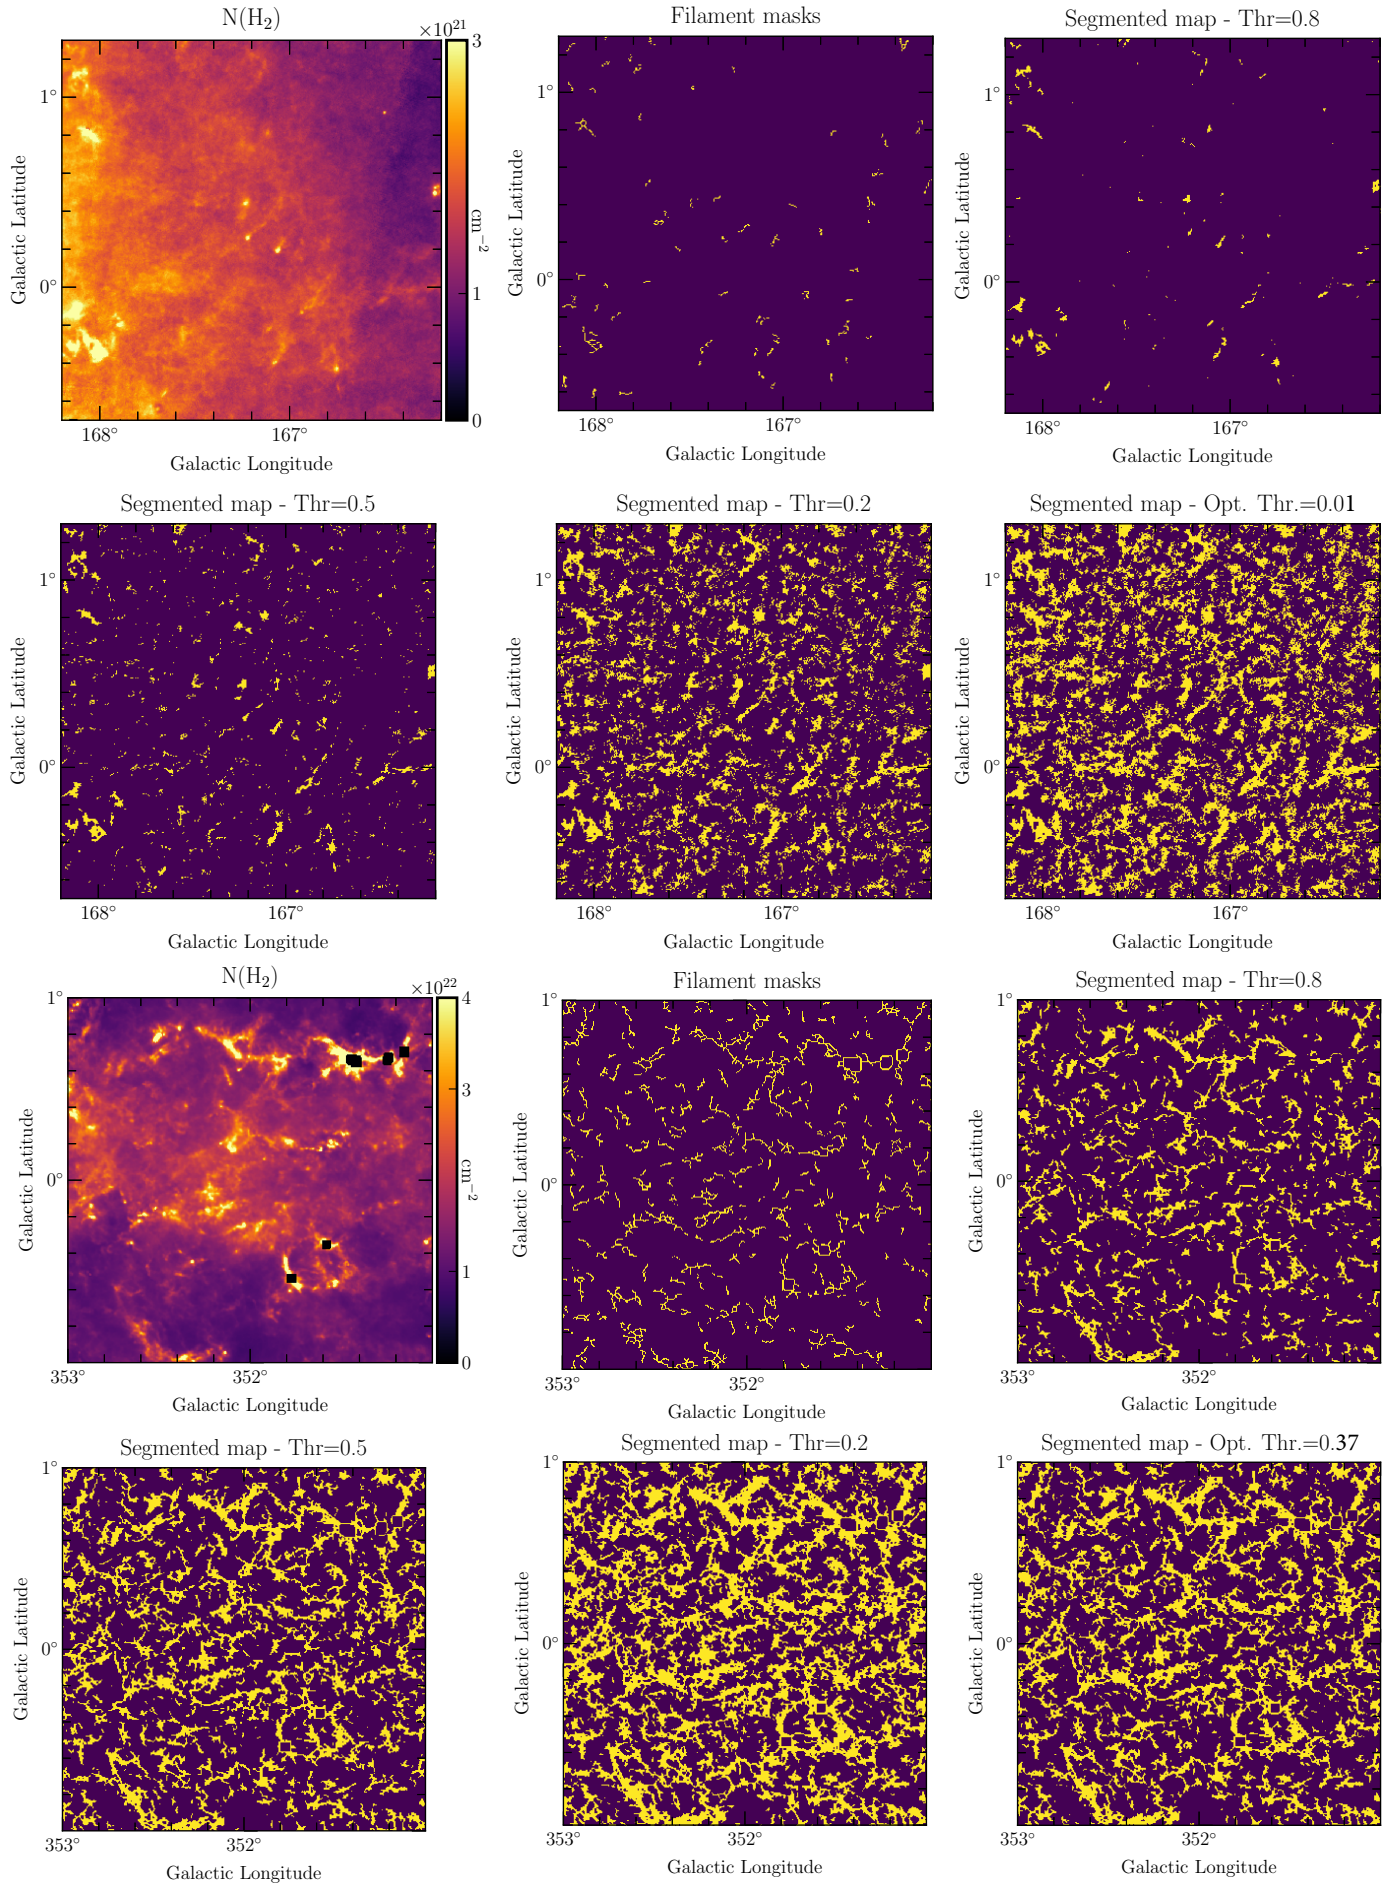 N(H₂)
×10²¹
3
1
0
cm⁻²
1°
0°
168°
167°
Galactic Longitude
Galactic Latitude
Filament masks
1°
0°
168°
167°
Galactic Longitude
Galactic Latitude
Segmented map - Thr=0.8
1°
0°
168°
167°
Galactic Longitude
Galactic Latitude
Segmented map - Thr=0.5
1°
0°
168°
167°
Galactic Longitude
Galactic Latitude
Segmented map - Thr=0.2
1°
0°
168°
167°
Galactic Longitude
Galactic Latitude
Segmented map - Opt. Thr.=0.01
1°
0°
168°
167°
Galactic Longitude
Galactic Latitude
N(H₂)
×10²²
4
3
1
0
cm⁻²
1°
0°
353°
352°
Galactic Longitude
Galactic Latitude
Filament masks
1°
0°
353°
352°
Galactic Longitude
Galactic Latitude
Segmented map - Thr=0.8
1°
0°
353°
352°
Galactic Longitude
Galactic Latitude
Segmented map - Thr=0.5
1°
0°
353°
352°
Galactic Longitude
Galactic Latitude
Segmented map - Thr=0.2
1°
0°
353°
352°
Galactic Longitude
Galactic Latitude
Segmented map - Opt. Thr.=0.37
1°
0°
353°
352°
Galactic Longitude
Galactic Latitude